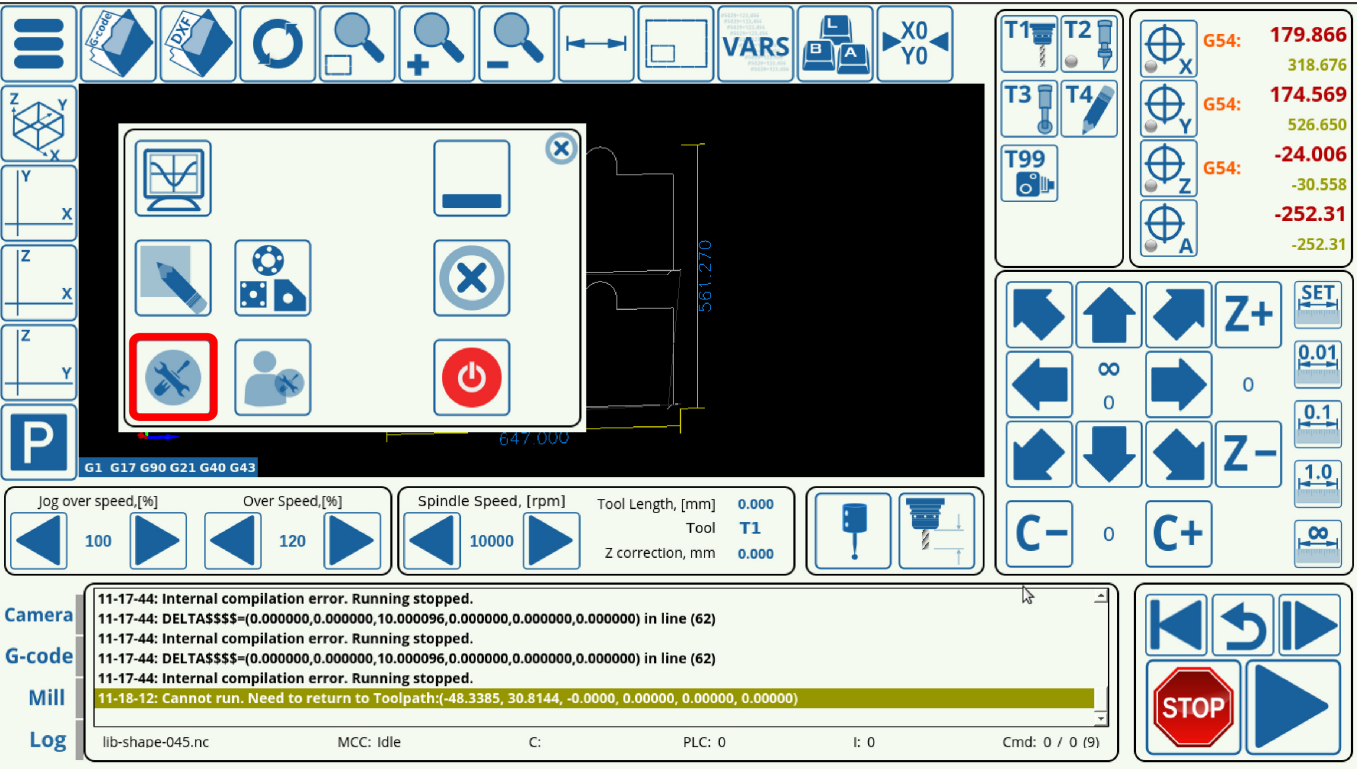 G-code
DXF
VARS
L
B
A
X0
Y0
T1
T2
T3
T4
T99
X
G54:
179.866
318.676
Y
G54:
174.569
526.650
Z
G54:
-24.006
-30.558
A
-252.31
-252.31
Z
Y
X
Y
X
Z
X
Z
Y
P
561.270
647.000
G1 G17 G90 G21 G40 G43
Z+
SET
∞
0
0
0.01
0.1
Z−
1.0
C−
0
C+
∞
Jog over speed,[%]
100
Over Speed,[%]
120
Spindle Speed, [rpm]
10000
Tool Length, [mm] 0.000
Tool T1
Z correction, mm 0.000
Camera
G-code
Mill
Log
11-17-44: Internal compilation error. Running stopped.
11-17-44: DELTA$$$$=(0.000000,0.000000,10.000096,0.000000,0.000000,0.000000) in line (62)
11-17-44: Internal compilation error. Running stopped.
11-17-44: DELTA$$$$=(0.000000,0.000000,10.000096,0.000000,0.000000,0.000000) in line (62)
11-17-44: Internal compilation error. Running stopped.
11-18-12: Cannot run. Need to return to Toolpath:(-48.3385, 30.8144, -0.0000, 0.00000, 0.00000, 0.00000)
lib-shape-045.nc MCC: Idle C: PLC: 0 I: 0 Cmd: 0 / 0 (9)
STOP